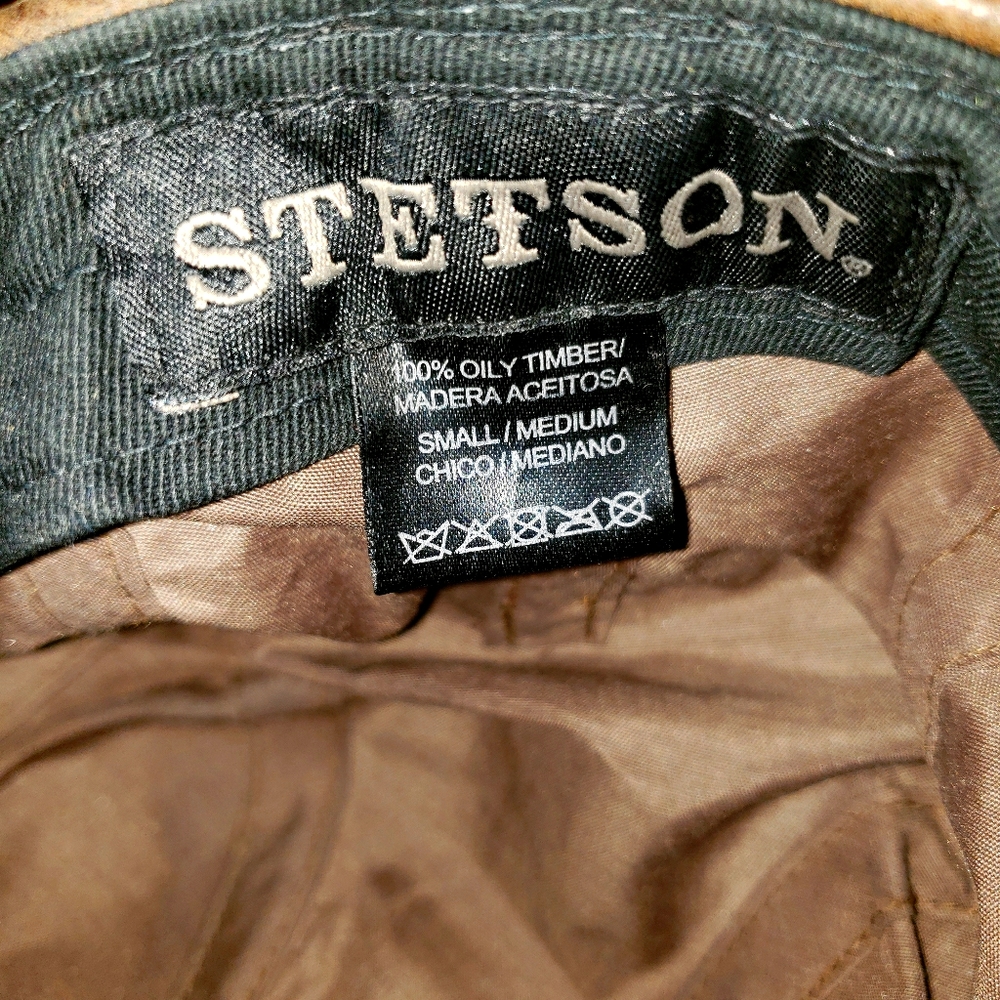 STETSON®
100% OILY TIMBER/
MADERA ACEITOSA
SMALL / MEDIUM
CHICO / MEDIANO